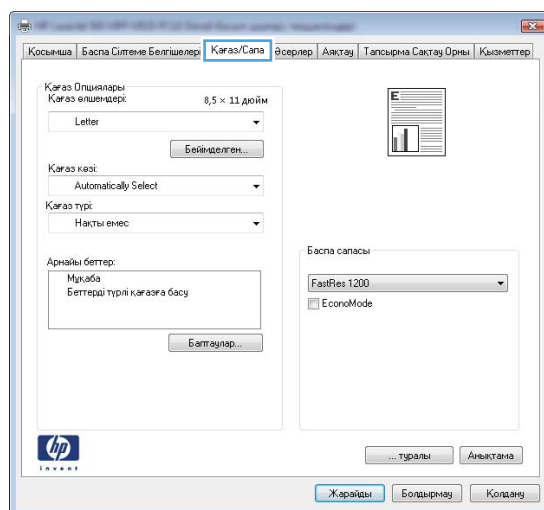 Қосымша
Баспа Сілтеме Белгішелері
Қағаз/Сапа
Әсерлер
Аяқтау
Тапсырма Сақтау Орны
Қызметтер
Қағаз Опциялары
Қағаз өлшемдері:
8,5 × 11 дюйм
Letter
Бейімделген...
Қағаз көзі:
Automatically Select
Қағаз түрі:
Нақты емес
Арнайы беттер:
Мұқаба
Беттерді түрлі қағазға басу
Баптаулар...
E
Баспа сапасы
FastRes 1200
EconoMode
hp
invent
... туралы
Анықтама
Жарайды
Болдырмау
Қолдану